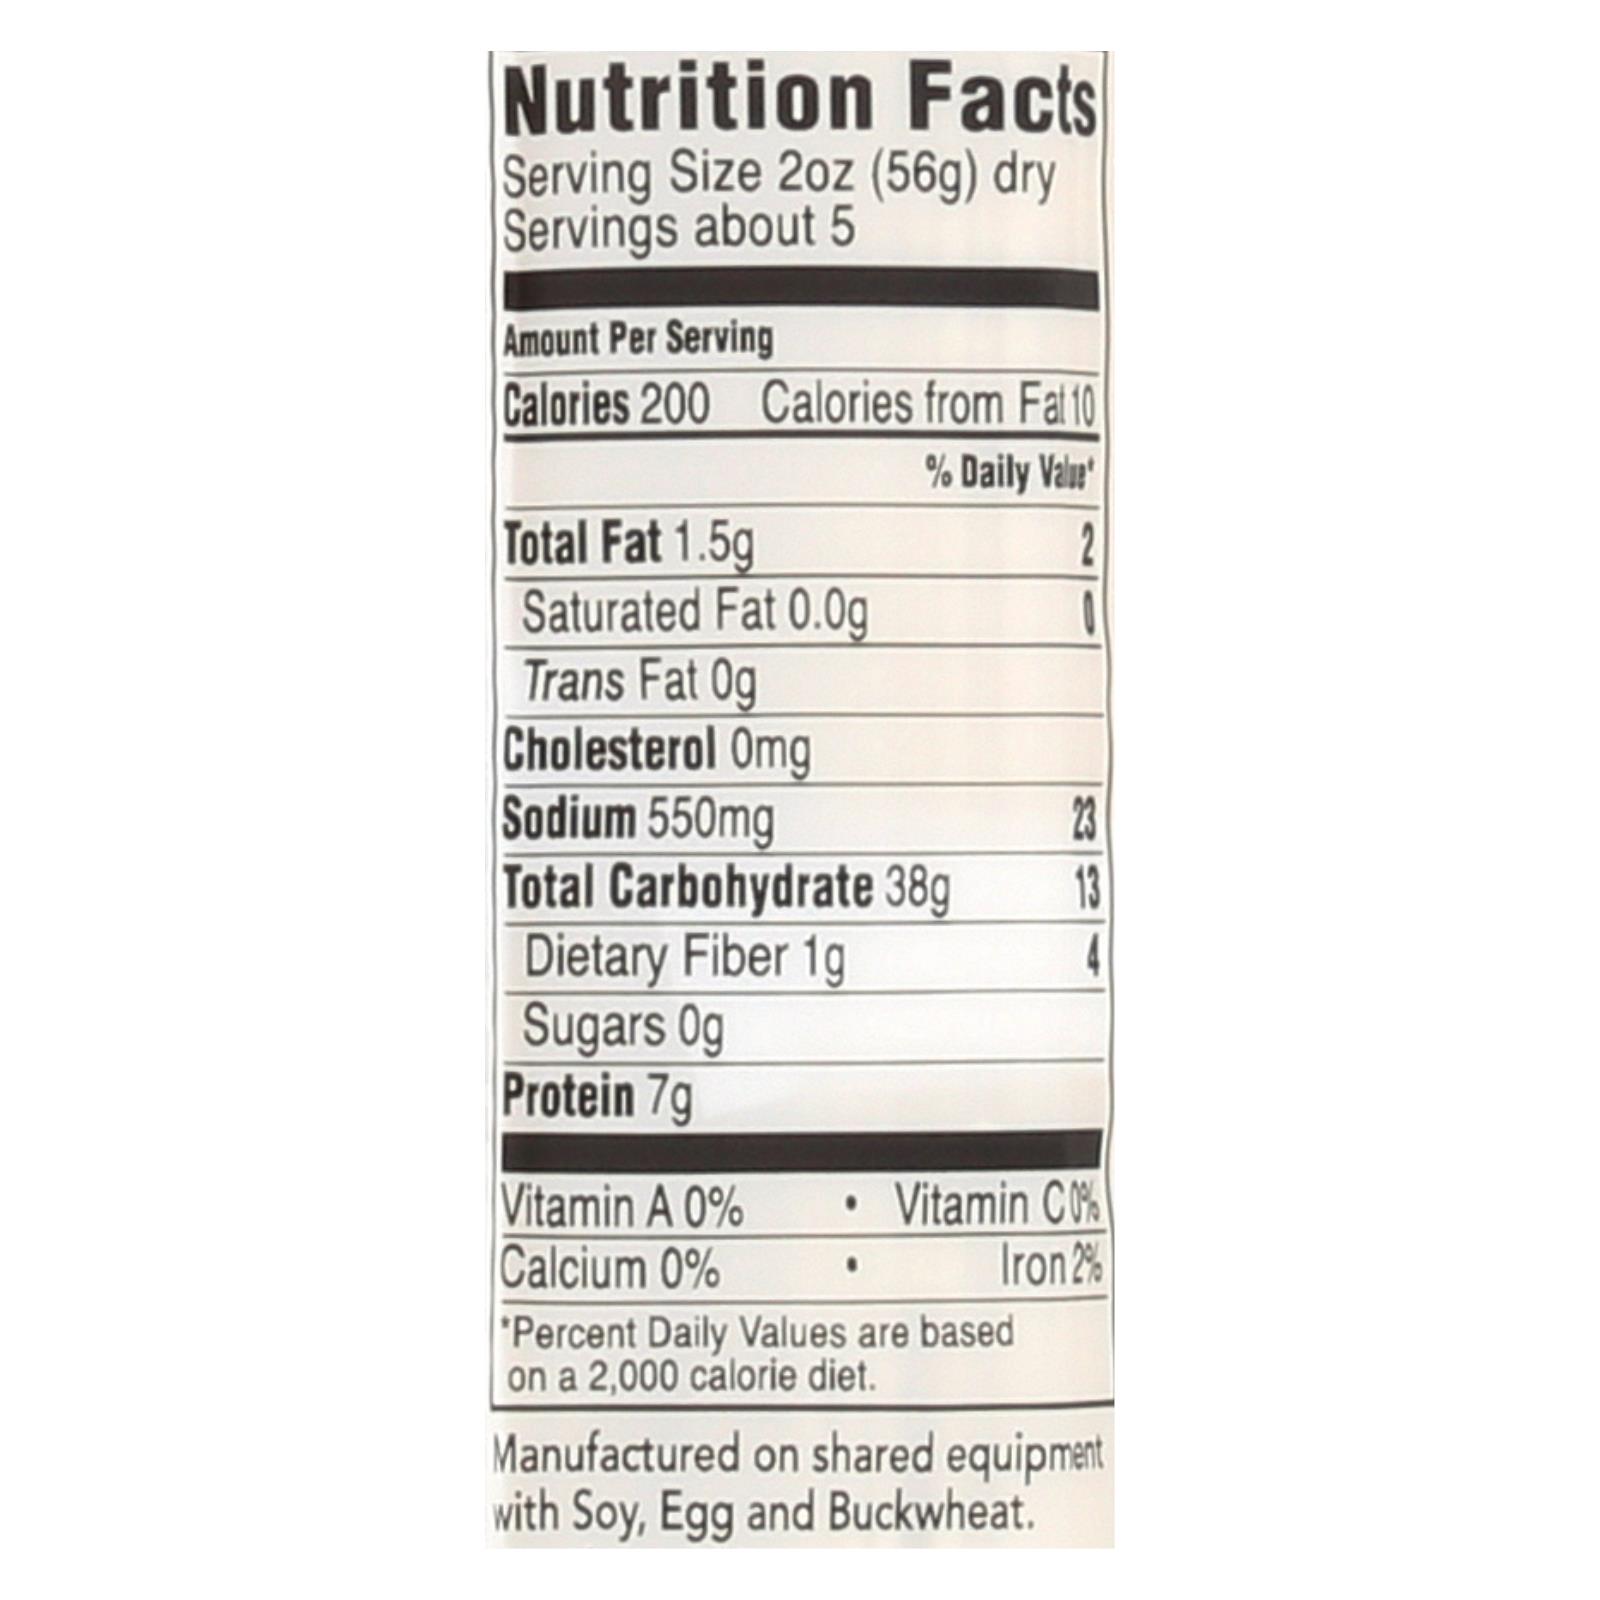 Nutrition Facts
Serving Size 2oz (56g) dry
Servings about 5
Amount Per Serving
Calories 200 Calories from Fat 10
% Daily Value*
Total Fat 1.5g 2
Saturated Fat 0.0g 0
Trans Fat 0g
Cholesterol 0mg
Sodium 550mg 23
Total Carbohydrate 38g 13
Dietary Fiber 1g 4
Sugars 0g
Protein 7g
Vitamin A 0% • Vitamin C 0%
Calcium 0% • Iron 2%
*Percent Daily Values are based
on a 2,000 calorie diet.
Manufactured on shared equipment
with Soy, Egg and Buckwheat.